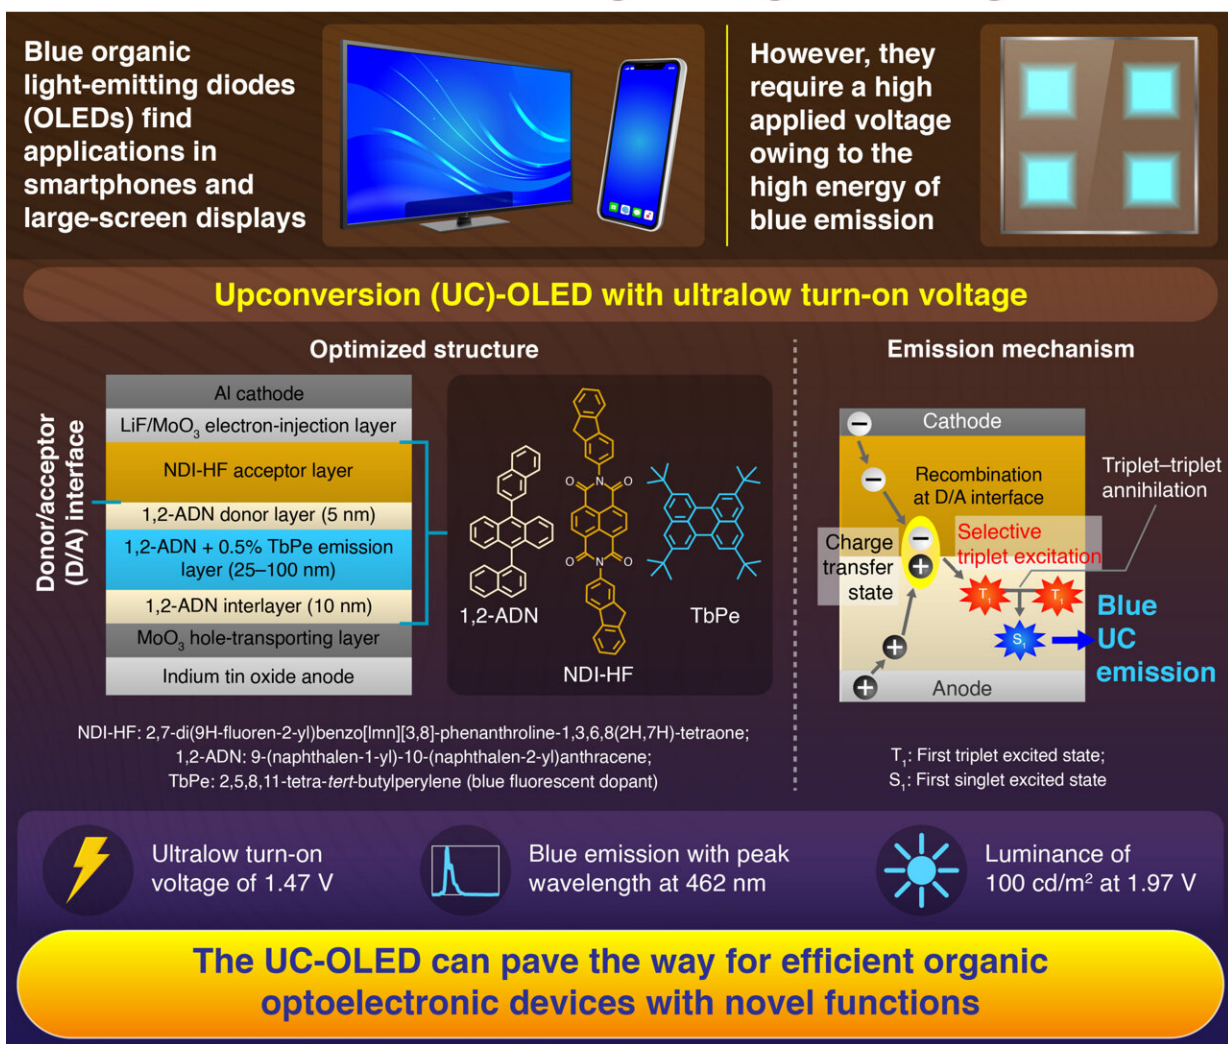 Blue organic
light-emitting diodes
(OLEDs) find
applications in
smartphones and
large-screen displays
However, they
require a high
applied voltage
owing to the
high energy of
blue emission
Upconversion (UC)-OLED with ultralow turn-on voltage
Optimized structure
Donor/acceptor
(D/A) interface
Al cathode
LiF/MoO₃ electron-injection layer
NDI-HF acceptor layer
1,2-ADN donor layer (5 nm)
1,2-ADN + 0.5% TbPe emission
layer (25–100 nm)
1,2-ADN interlayer (10 nm)
MoO₃ hole-transporting layer
Indium tin oxide anode
1,2-ADN
O N O
O N O
NDI-HF
TbPe
NDI-HF: 2,7-di(9H-fluoren-2-yl)benzo[lmn][3,8]-phenanthroline-1,3,6,8(2H,7H)-tetraone;
1,2-ADN: 9-(naphthalen-1-yl)-10-(naphthalen-2-yl)anthracene;
TbPe: 2,5,8,11-tetra-tert-butylperylene (blue fluorescent dopant)
Emission mechanism
Cathode
Recombination
at D/A interface
Triplet–triplet
annihilation
Charge
transfer
state
Selective
triplet excitation
T₁
T₁
S₁
Blue
UC
emission
Anode
T₁: First triplet excited state;
S₁: First singlet excited state
Ultralow turn-on
voltage of 1.47 V
Blue emission with peak
wavelength at 462 nm
Luminance of
100 cd/m² at 1.97 V
The UC-OLED can pave the way for efficient organic
optoelectronic devices with novel functions